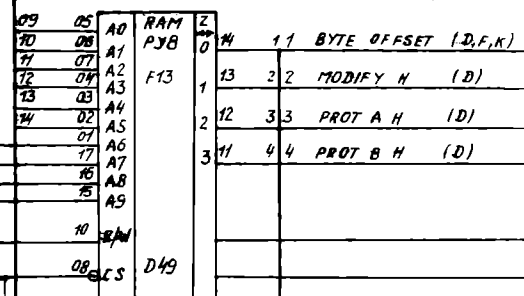 09 05 A0 RAM Z
10 06 A1 РУ8 0 14 1 1 BYTE OFFSET (D,F,K)
11 07 A2
12 04 A3 F13 1 13 2 2 MODIFY H (D)
13 03 A4
14 02 A5 2 12 3 3 PROT A H (D)
01 A6
17 A7 3 11 4 4 PROT B H (D)
16 A8
15 A9
10 R/W
08 CS D49